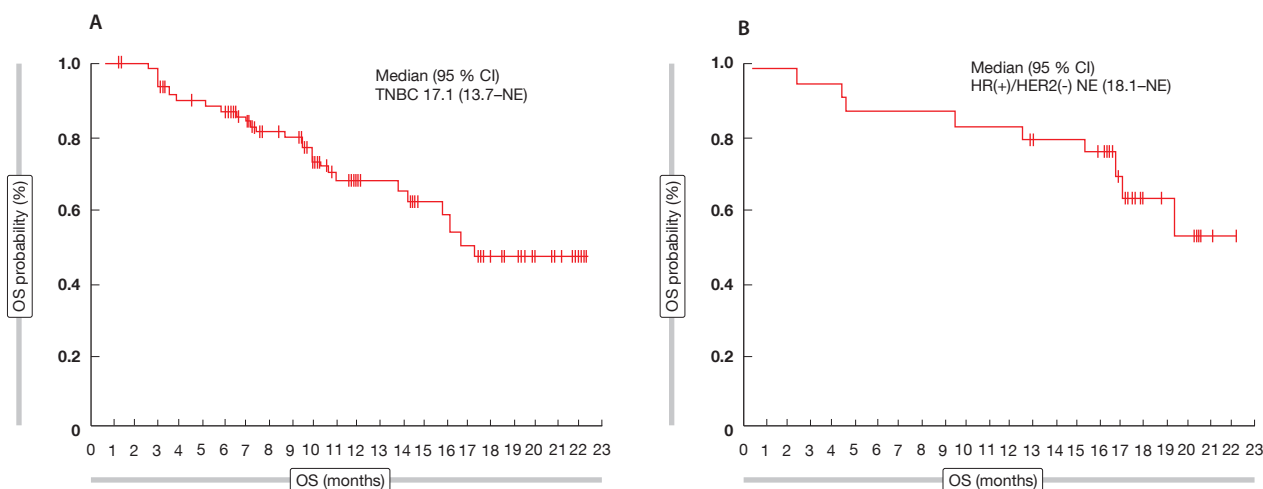 A
Median (95 % CI)
TNBC 17.1 (13.7–NE)
OS probability (%)
1.0
0.8
0.6
0.4
0.2
0
0 1 2 3 4 5 6 7 8 9 10 11 12 13 14 15 16 17 18 19 20 21 22 23
OS (months)
B
Median (95 % CI)
HR(+)/HER2(-) NE (18.1–NE)
OS probability (%)
1.0
0.8
0.6
0.4
0.2
0
0 1 2 3 4 5 6 7 8 9 10 11 12 13 14 15 16 17 18 19 20 21 22 23
OS (months)